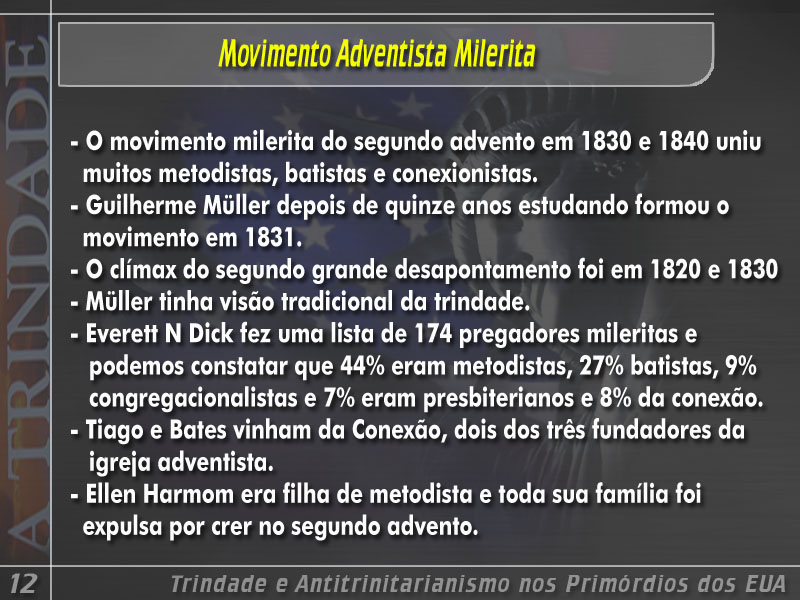 Movimento Adventista Milerita
- O movimento milerita do segundo advento em 1830 e 1840 uniu
muitos metodistas, batistas e conexionistas.
- Guilherme Müller depois de quinze anos estudando formou o
movimento em 1831.
- O clímax do segundo grande desapontamento foi em 1820 e 1830
- Müller tinha visão tradicional da trindade.
- Everett N Dick fez uma lista de 174 pregadores mileritas e
podemos constatar que 44% eram metodistas, 27% batistas, 9%
congregacionalistas e 7% eram presbiterianos e 8% da conexão.
- Tiago e Bates vinham da Conexão, dois dos três fundadores da
igreja adventista.
- Ellen Harmom era filha de metodista e toda sua família foi
expulsa por crer no segundo advento.
A TRINDADE
12
Trindade e Antitrinitarianismo nos Primórdios dos EUA